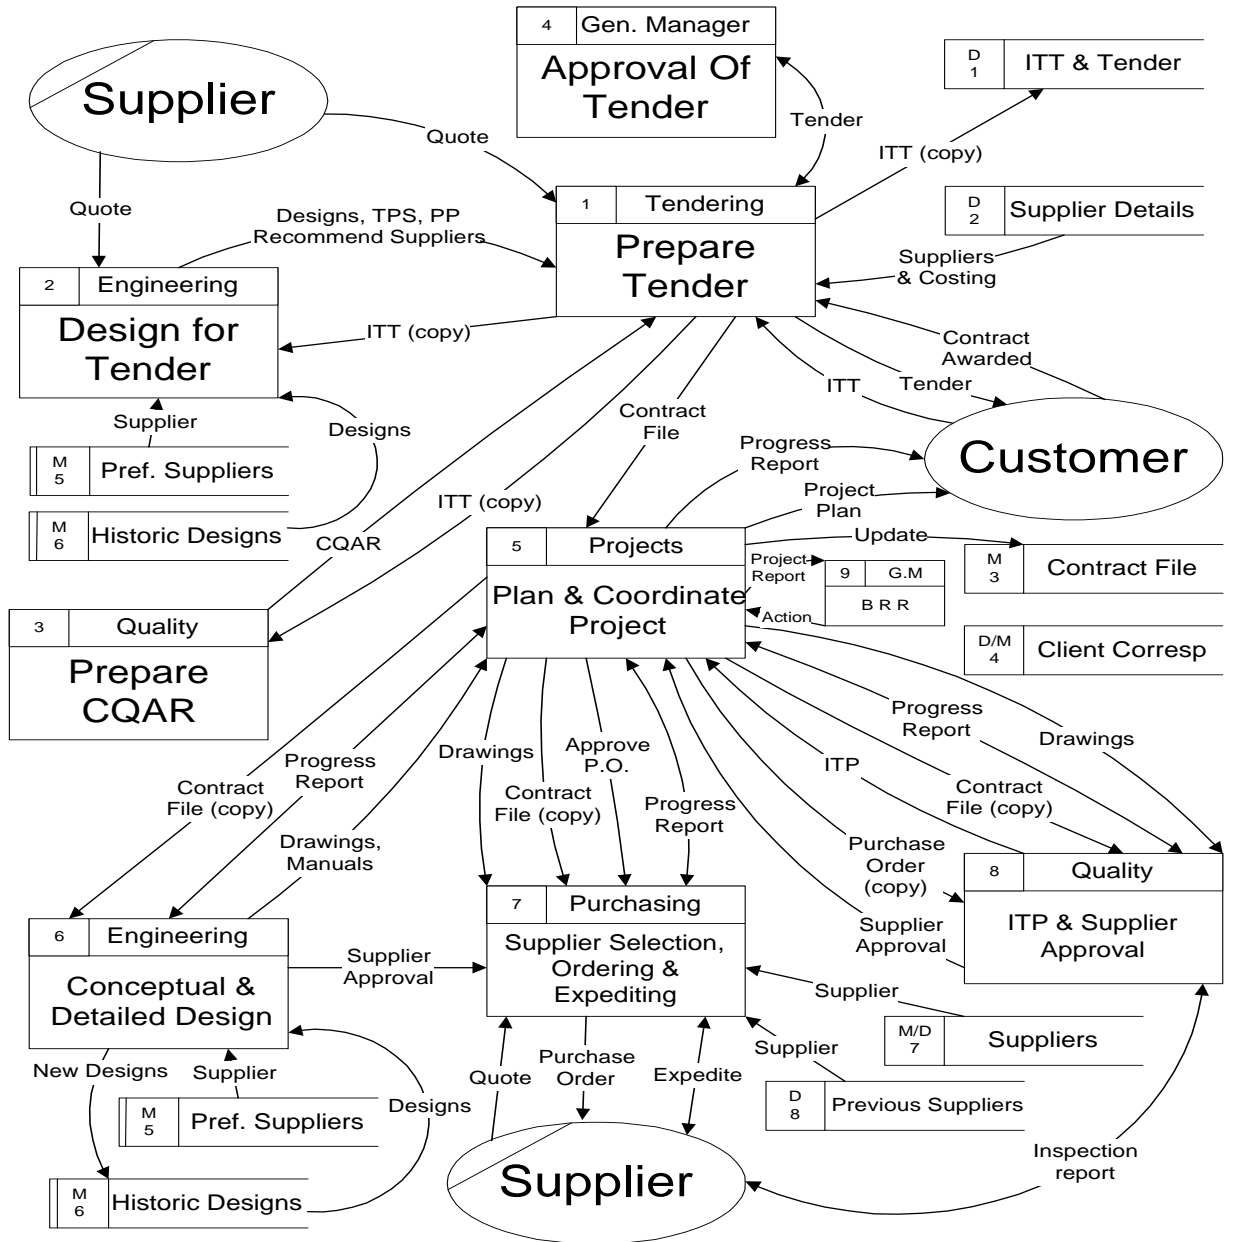 4
Gen. Manager
Approval Of
Tender
Supplier
D
1
ITT & Tender
Quote
Tender
ITT (copy)
1
Tendering
Prepare
Tender
D
2
Supplier Details
Quote
Designs, TPS, PP
Recommend Suppliers
Suppliers
& Costing
2
Engineering
Design for
Tender
ITT (copy)
Contract
Awarded
ITT
Tender
Supplier
Designs
Contract
File
M
5
Pref. Suppliers
Progress
Report
Customer
M
6
Historic Designs
ITT (copy)
CQAR
Project
Plan
Update
5
Projects
Plan & Coordinate
Project
Project
Report
9
G.M
B R R
Action
M
3
Contract File
3
Quality
Prepare
CQAR
D/M
4
Client Corresp
Contract
File (copy)
Progress
Report
Drawings
Approve
P.O.
Contract
File (copy)
Progress
Report
ITP
Progress
Report
Drawings
Contract
File (copy)
Drawings,
Manuals
Purchase
Order
(copy)
Supplier
Approval
8
Quality
ITP & Supplier
Approval
6
Engineering
Conceptual &
Detailed Design
Supplier
Approval
7
Purchasing
Supplier Selection,
Ordering &
Expediting
Supplier
M/D
7
Suppliers
Supplier
D
8
Previous Suppliers
New Designs
Supplier
Designs
Quote
Purchase
Order
Expedite
M
5
Pref. Suppliers
M
6
Historic Designs
Supplier
Inspection
report